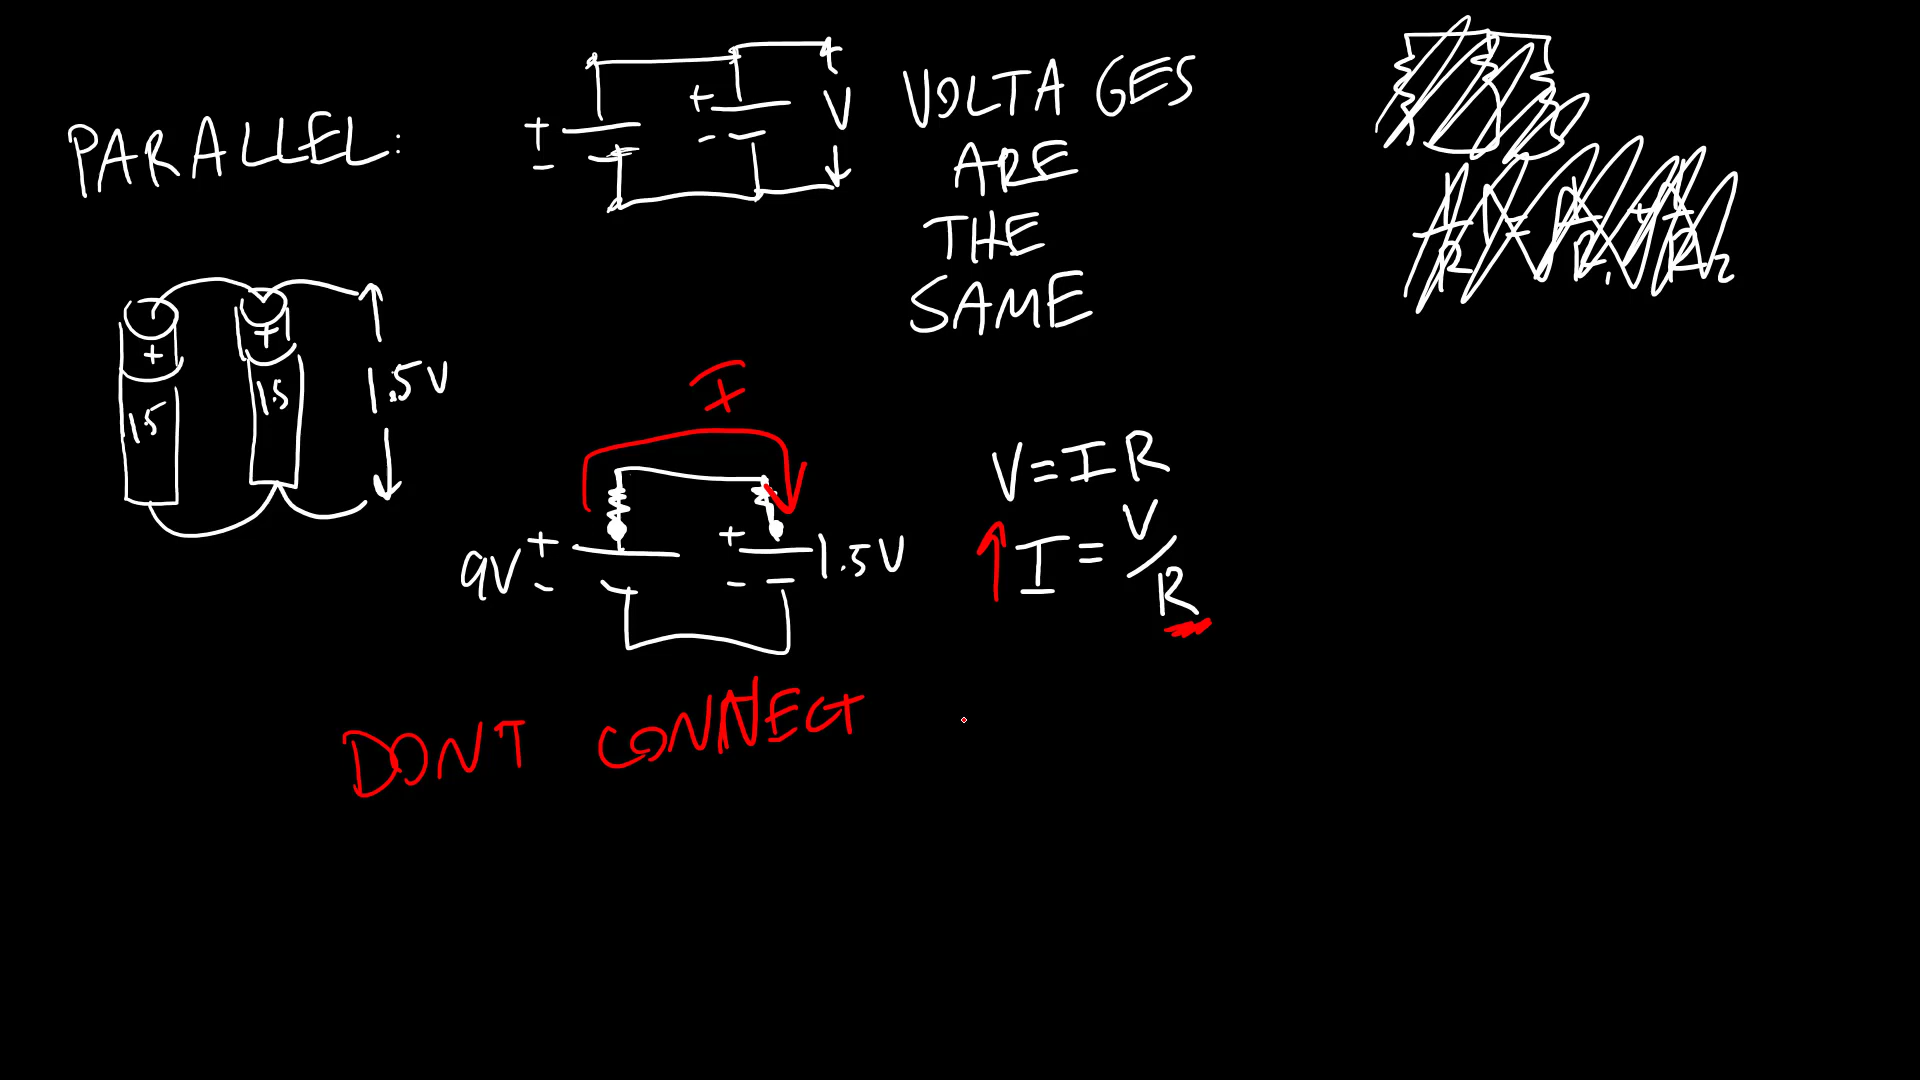 PARALLEL:
+
-
+
-
V
VOLTAGES
ARE
THE
SAME
+
+
1.5
1.5
1.5V
I
9V
+
-
+
-
1.5V
V=IR
I=V/R
DONT CONNECT